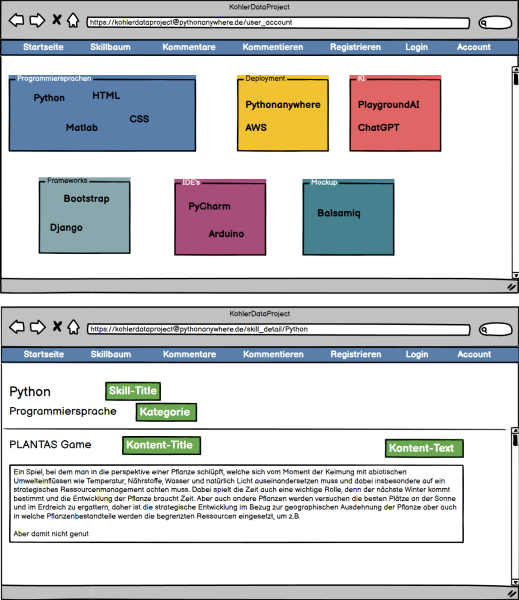 KohlerDataProject
https://kohlerdataproject@pythonanywhere.de/user_account
Startseite Skillbaum Kommentare Kommentieren Registrieren Login Account
Programmiersprachen Deployment KI
Python HTML Pythonanywhere PlaygroundAI
CSS
Matlab AWS ChatGPT
Frameworks IDE's Mockup
Bootstrap PyCharm Balsamiq
Django Arduino
KohlerDataProject
https://kohlerdataproject@pythonanywhere.de/skill_detail/Python
Startseite Skillbaum Kommentare Kommentieren Registrieren Login Account
Python Skill-Title
Programmiersprache Kategorie
PLANTAS Game Kontent-Title Kontent-Text
Ein Spiel, bei dem man in die perspektive einer Pflanze schlüpft, welche sich vom Moment der Keimung mit abiotischen
Umwelteinflüssen wie Temperatur, Nährstoffe, Wasser und natürlich Licht auseinandersetzen muss und dabei insbesondere auf ein
strategisches Ressourcenmanagement achten muss. Dabei spielt die Zeit auch eine wichtige Rolle, denn der nächste Winter kommt
bestimmt und die Entwicklung der Pflanze braucht Zeit. Aber auch andere Pflanzen werden versuchen die besten Plätze an der Sonne
und im Erdreich zu ergattern, daher ist die strategische Entwicklung im Bezug zur geographischen Ausdehnung der Pflanze aber auch
in welche Pflanzenbestandteile werden die begrenzten Ressourcen eingesetzt, um z.B.
Aber damit nicht genut